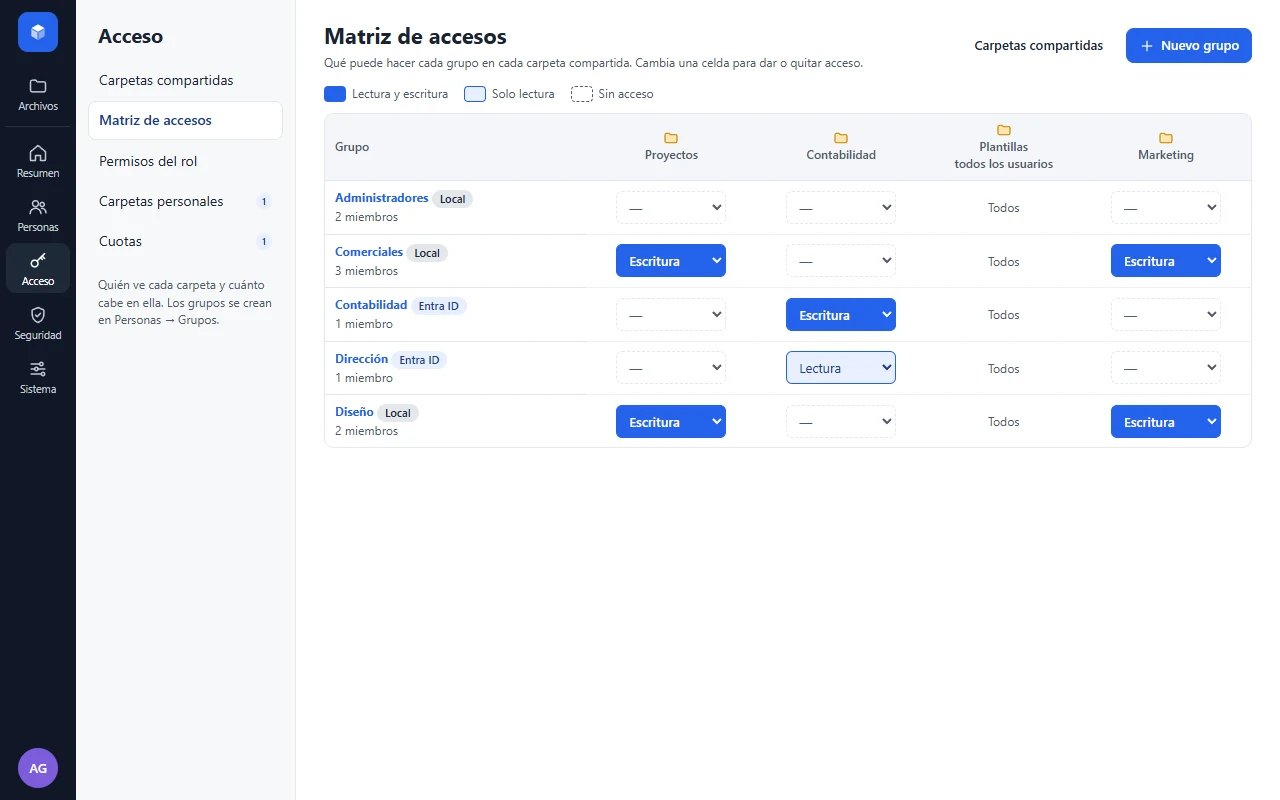 Archivos
Resumen
Personas
Acceso
Seguridad
Sistema
AG
Acceso
Carpetas compartidas
Matriz de accesos
Permisos del rol
Carpetas personales 1
Cuotas 1
Quién ve cada carpeta y cuánto
cabe en ella. Los grupos se crean
en Personas → Grupos.
Matriz de accesos
Qué puede hacer cada grupo en cada carpeta compartida. Cambia una celda para dar o quitar acceso.
Carpetas compartidas
+ Nuevo grupo
Lectura y escritura Solo lectura Sin acceso
Grupo Proyectos Contabilidad Plantillas todos los usuarios Marketing
Administradores Local
2 miembros
— — Todos —
Comerciales Local
3 miembros
Escritura — Todos Escritura
Contabilidad Entra ID
1 miembro
— Escritura Todos —
Dirección Entra ID
1 miembro
— Lectura Todos —
Diseño Local
2 miembros
Escritura — Todos Escritura